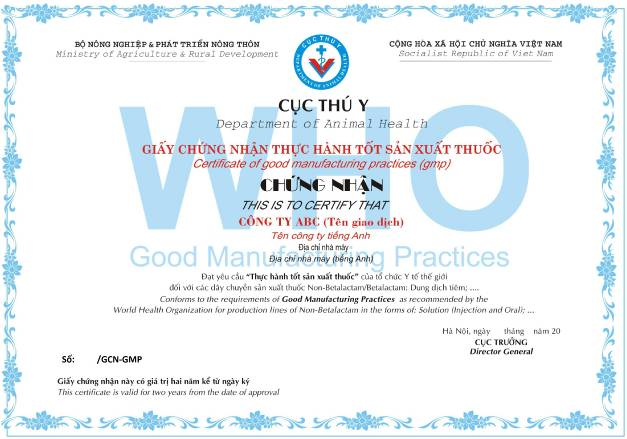 BỘ NÔNG NGHIỆP & PHÁT TRIỂN NÔNG THÔN
Ministry of Agriculture & Rural Development
CỤC THÚ Y
DEPARTMENT OF ANIMAL HEALTH
CỘNG HÒA XÃ HỘI CHỦ NGHĨA VIỆT NAM
Socialist Republic of Viet Nam
CỤC THÚ Y
Department of Animal Health
WHO
GIẤY CHỨNG NHẬN THỰC HÀNH TỐT SẢN XUẤT THUỐC
Certificate of good manufacturing practices (gmp)
CHỨNG NHẬN
THIS IS TO CERTIFY THAT
CÔNG TY ABC (Tên giao dịch)
Tên công ty tiếng Anh
Địa chỉ nhà máy
Good Manufacturing Practices
Địa chỉ nhà máy (tiếng Anh)
Đạt yêu cầu "Thực hành tốt sản xuất thuốc" của tổ chức Y tế thế giới
đối với các dây chuyền sản xuất thuốc Non-Betalactam/Betalactam: Dung dịch tiêm; ....
Conforms to the requirements of Good Manufacturing Practices as recommended by the
World Health Organization for production lines of Non-Betalactam in the forms of: Solution (Injection and Oral); ...
Hà Nội, ngày tháng năm 20
CỤC TRƯỞNG
Director General
Số: /GCN-GMP
Giấy chứng nhận này có giá trị hai năm kể từ ngày ký
This certificate is valid for two years from the date of approval